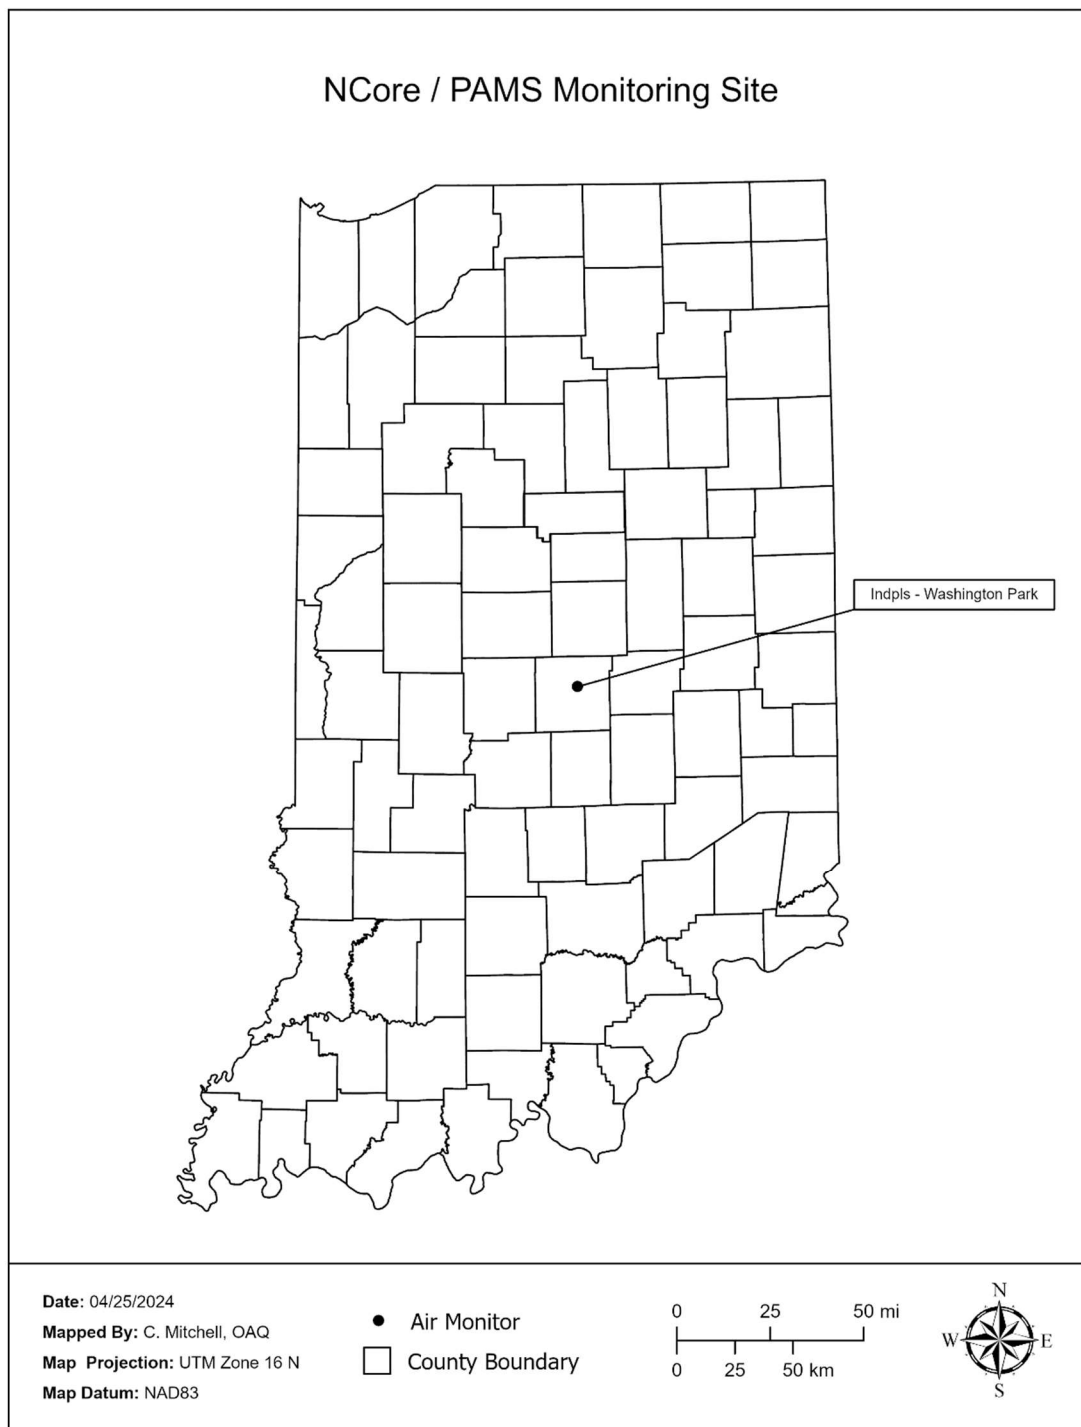 NCore / PAMS Monitoring Site
Indpls - Washington Park
Date: 04/25/2024
Mapped By: C. Mitchell, OAQ
Map Projection: UTM Zone 16 N
Map Datum: NAD83
Air Monitor
County Boundary
0 25 50 mi
0 25 50 km
N
W E
S